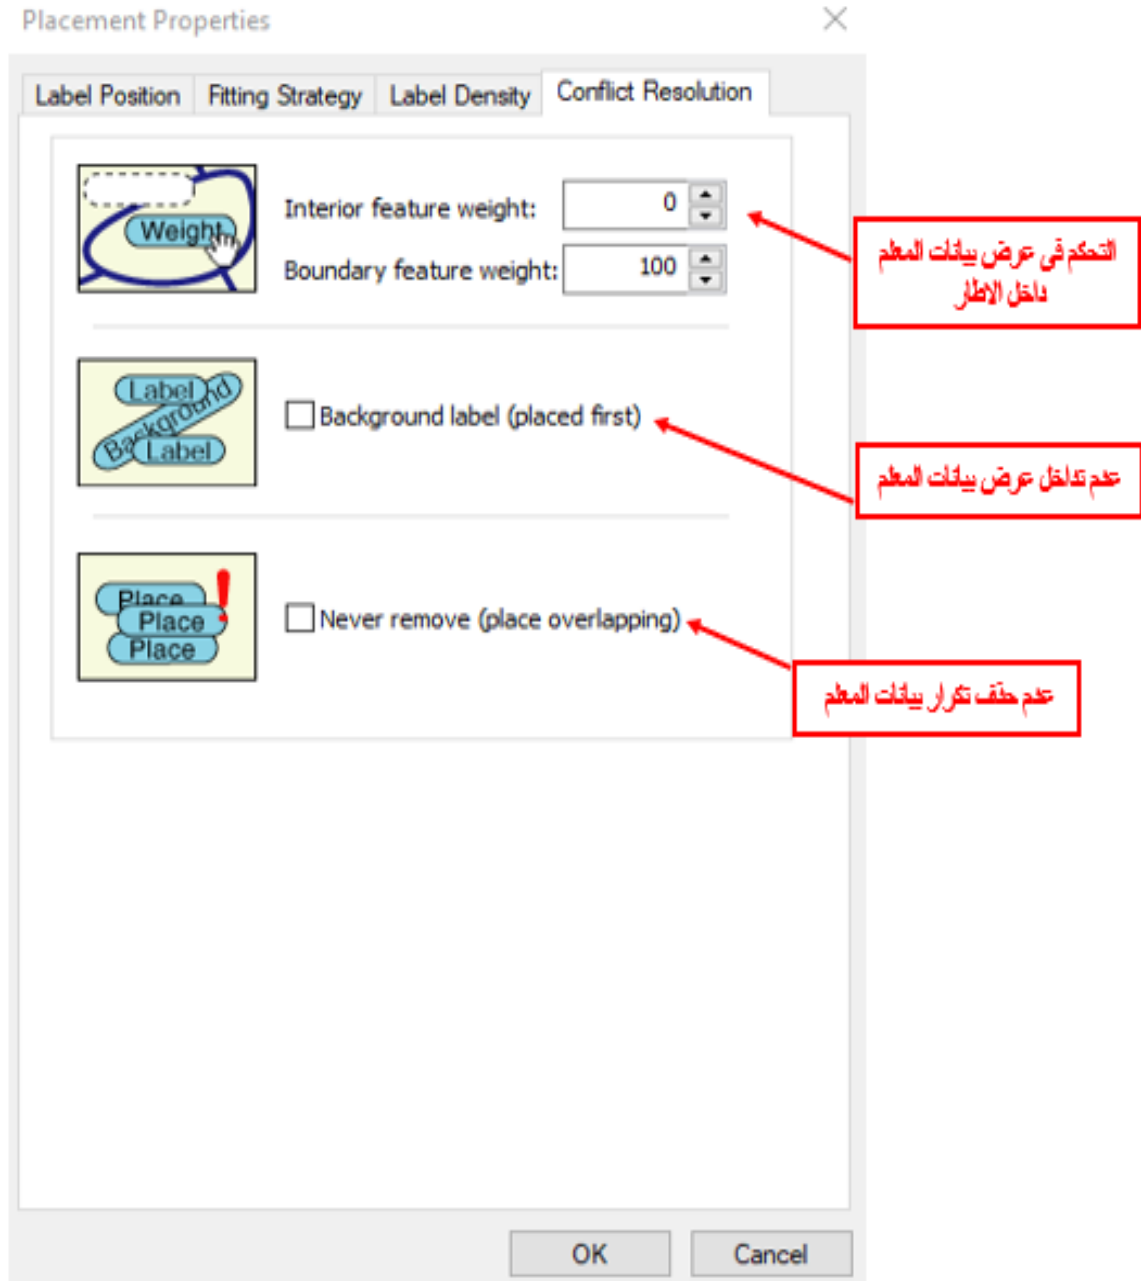 Placement Properties
Label Position Fitting Strategy Label Density Conflict Resolution
Weight
Interior feature weight: 0
Boundary feature weight: 100
التحكم في عرض بيانات المعلم
داخل الاطار
Label
Background
Label
Background label (placed first)
عدم تداخل عرض بيانات المعلم
Place
Place
Place
Never remove (place overlapping)
عدم حذف تكرار بيانات المعلم
OK Cancel